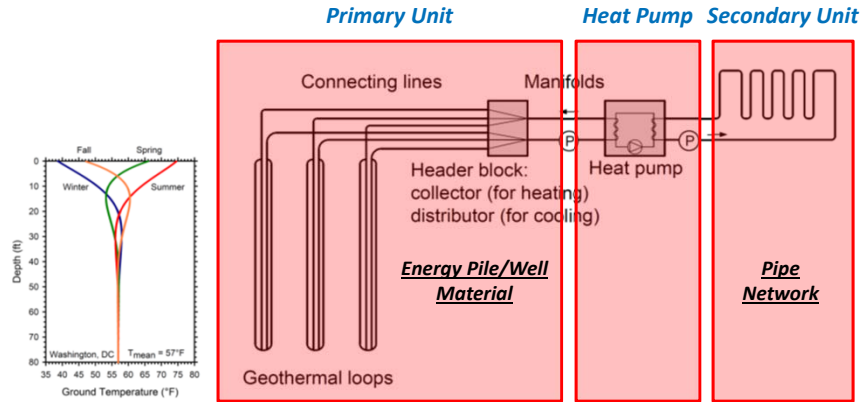 Primary Unit
Heat Pump
Secondary Unit
Connecting lines
Manifolds
P
P
Heat pump
Header block:
collector (for heating)
distributor (for cooling)
Energy Pile/Well
Material
Pipe
Network
Geothermal loops
Fall
Spring
Winter
Summer
Depth (ft)
0
10
20
30
40
50
60
70
80
Washington, DC
Tmean = 57°F
35 40 45 50 55 60 65 70 75 80
Ground Temperature (°F)